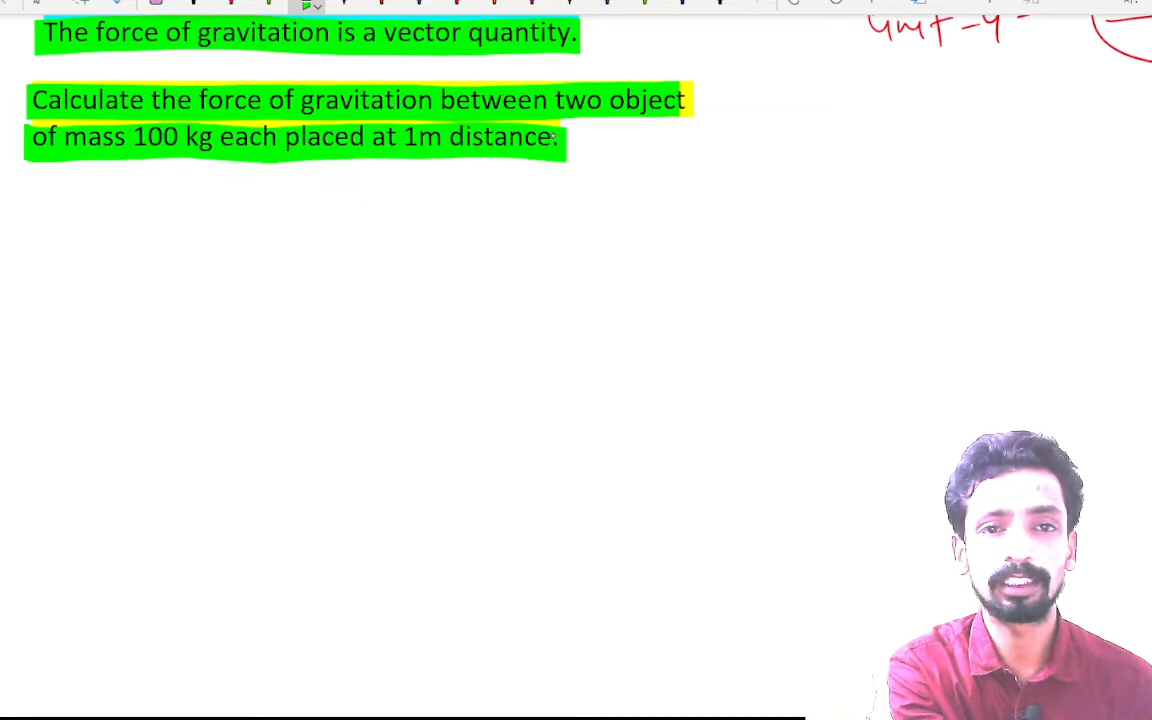 The force of gravitation is a vector quantity.
Calculate the force of gravitation between two object
of mass 100 kg each placed at 1m distance.